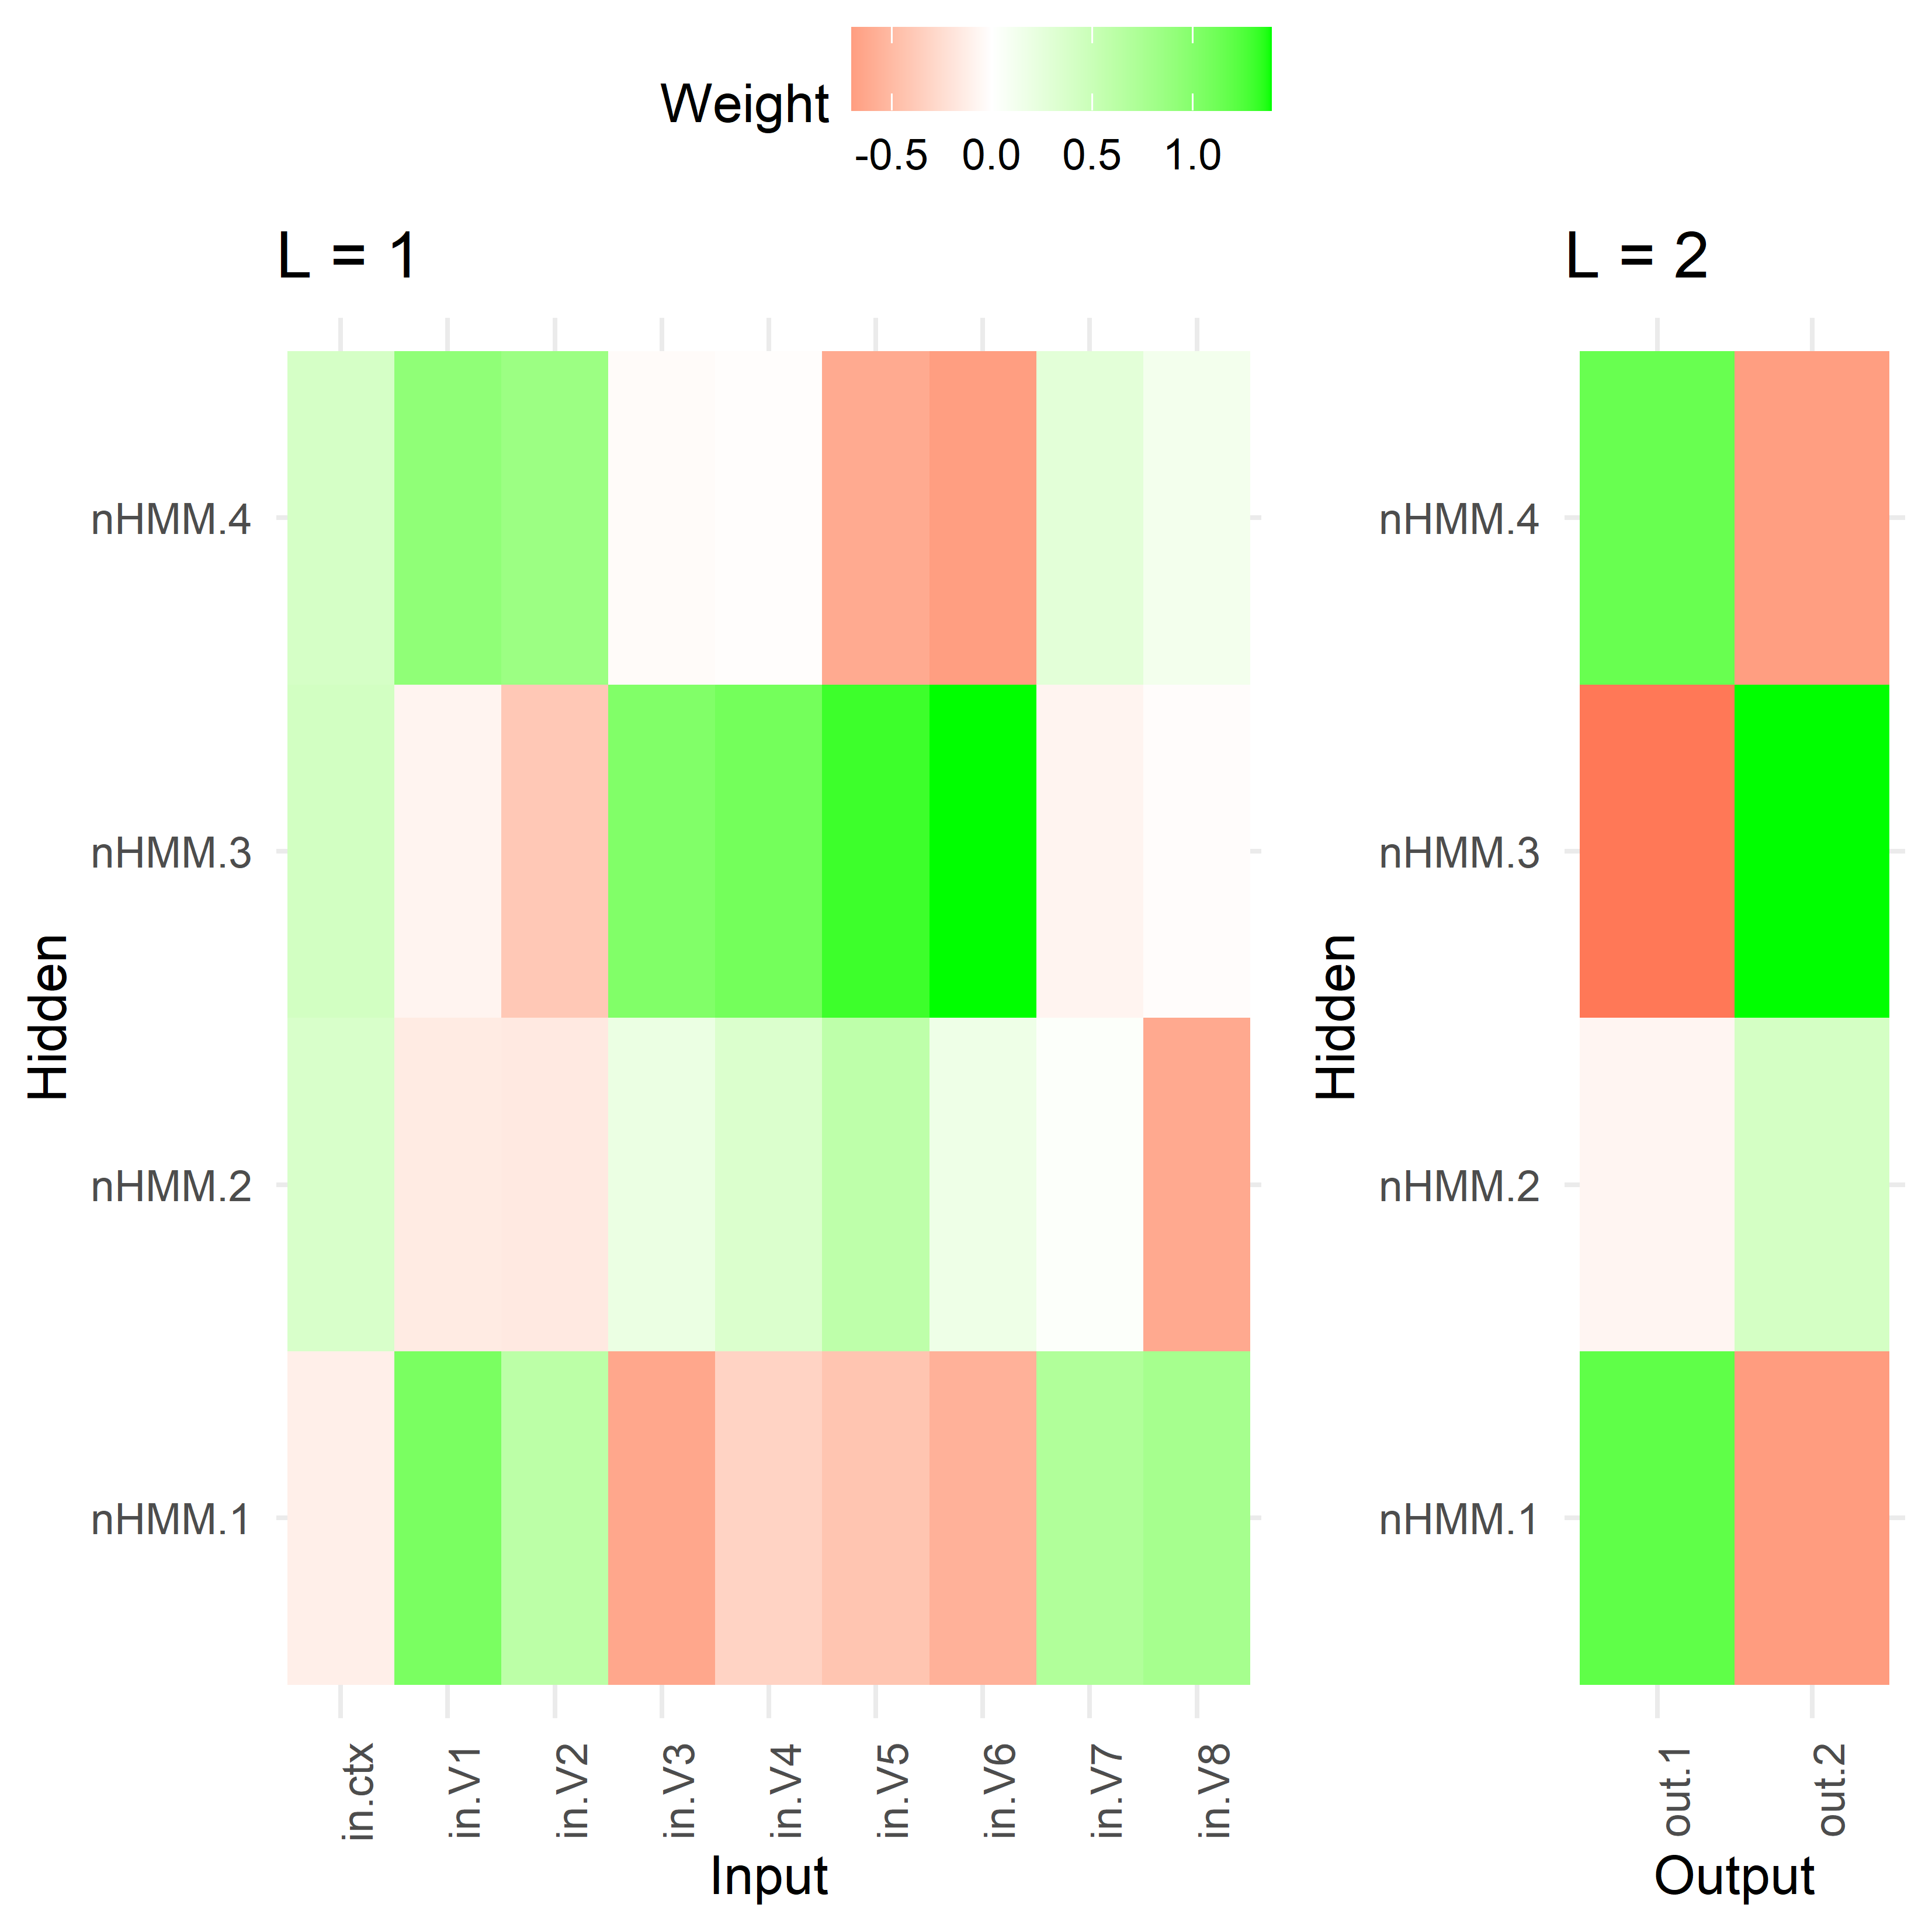 Weight
-0.5 0.0 0.5 1.0
L = 1
L = 2
Hidden
nHMM.4
nHMM.3
nHMM.2
nHMM.1
in.ctx in.V1 in.V2 in.V3 in.V4 in.V5 in.V6 in.V7 in.V8
Input
Hidden
nHMM.4
nHMM.3
nHMM.2
nHMM.1
out.1 out.2
Output